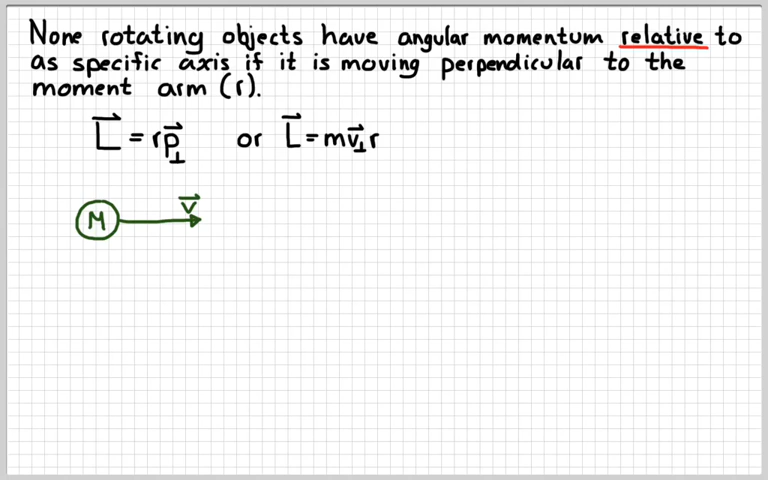 None rotating objects have angular momentum relative to
as specific axis if it is moving perpendicular to the
moment arm (r).
L⃗ = rp⃗⊥ or L⃗ = mv⃗⊥r
v⃗
M